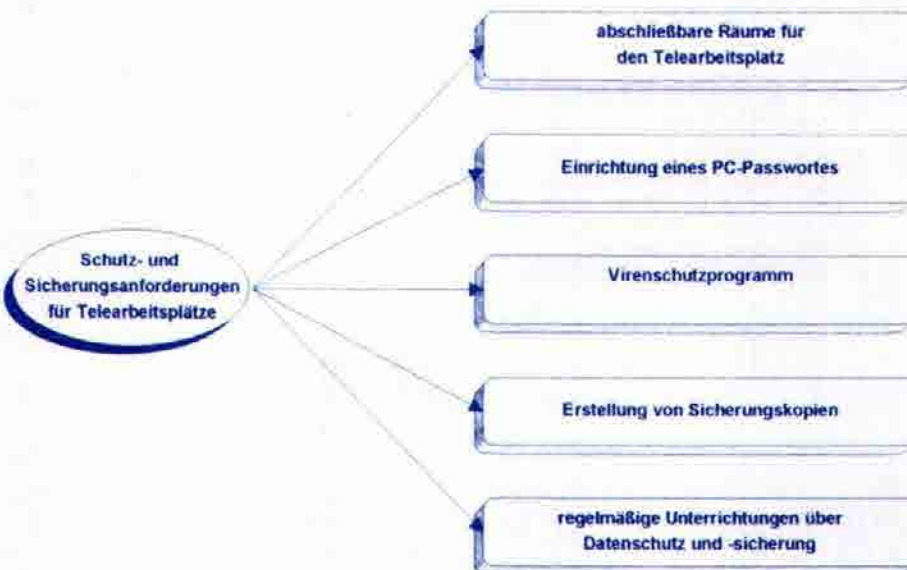 abschließbare Räume für
den Telearbeitsplatz
Einrichtung eines PC-Passwortes
Schutz- und
Sicherungsanforderungen
für Telearbeitsplätze
Virenschutzprogramm
Erstellung von Sicherungskopien
regelmäßige Unterrichtungen über
Datenschutz und -sicherung